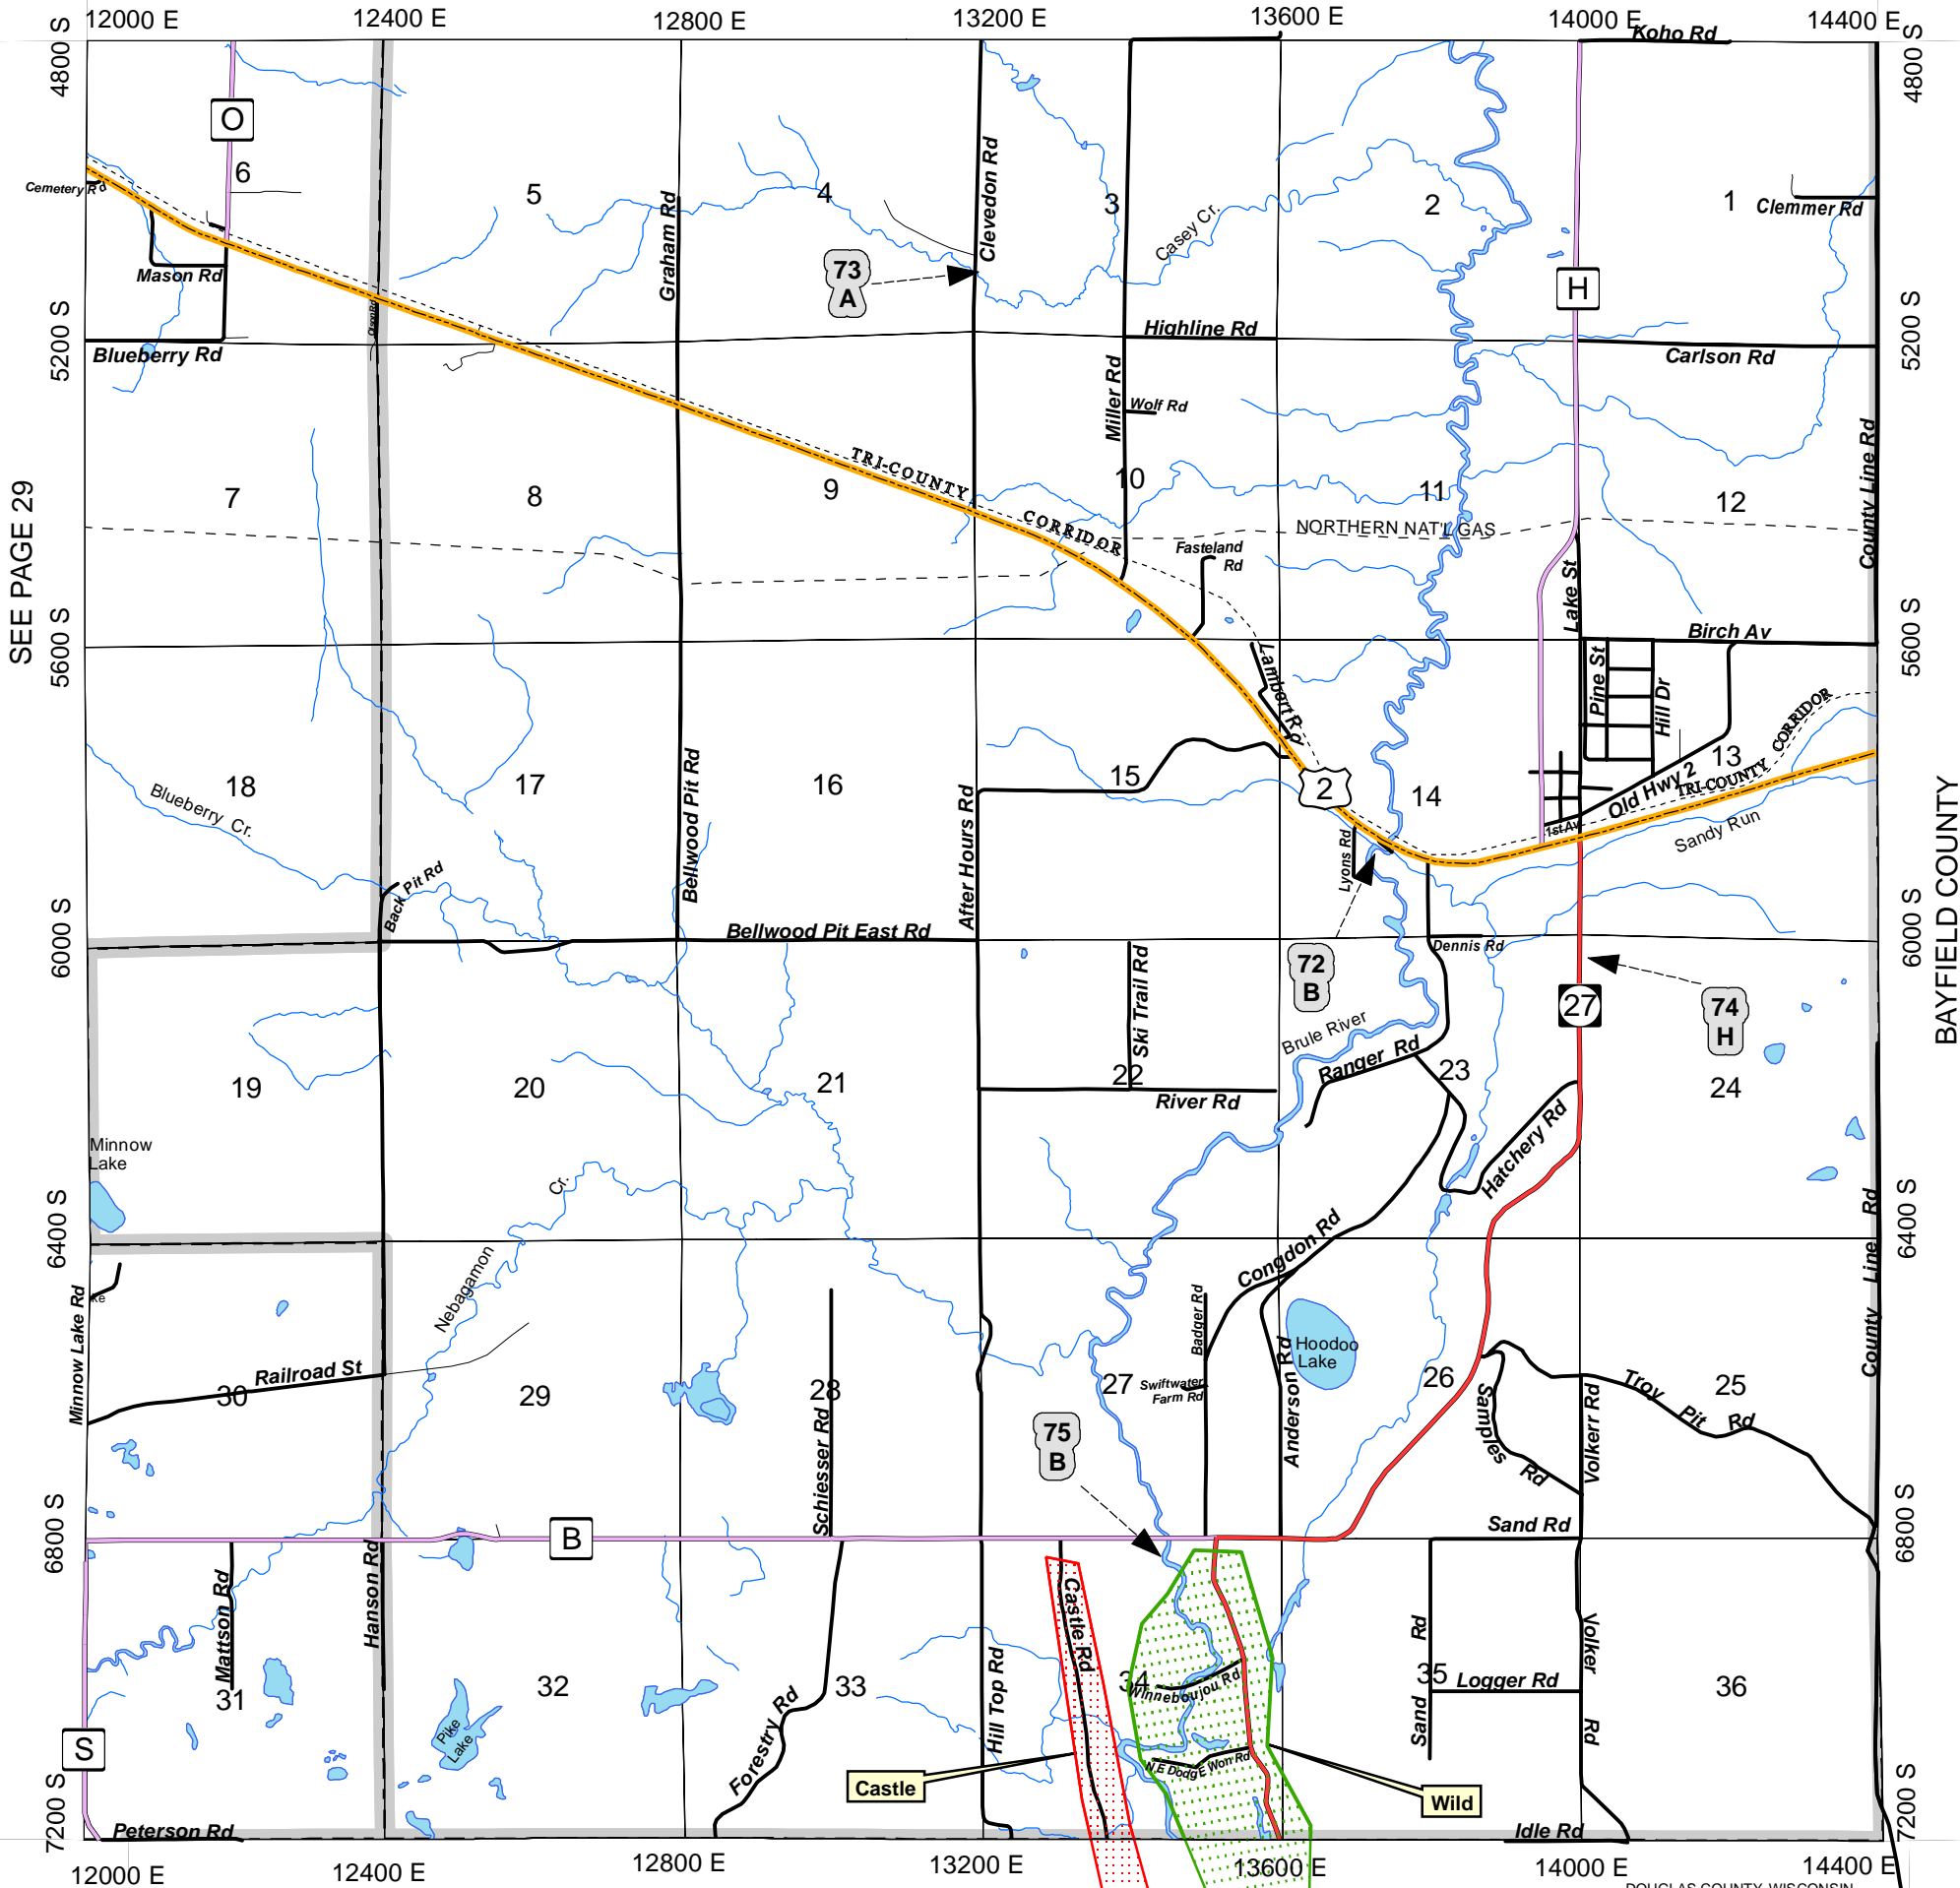 12000 E
12400 E
12800 E
13200 E
13600 E
14000 E
14400 E
Koho Rd
4800 S
4800 S
O
6
5
4
3
2
1
Cemetery Rd
Clemmer Rd
Clevedon Rd
Graham Rd
Casey Cr.
Mason Rd
73
A
H
Olson Rd
5200 S
5200 S
Blueberry Rd
Highline Rd
Carlson Rd
Miller Rd
Wolf Rd
County Line Rd
TRI-COUNTY
CORRIDOR
SEE PAGE 29
7
8
9
10
11
12
NORTHERN NAT'L GAS
Fasteland
Rd
Lake St
5600 S
5600 S
Birch Av
Lambert Rd
Pine St
Hill Dr
CORRIDOR
TRI-COUNTY
Old Hwy 2
1st Av
Sandy Run
18
17
16
15
14
13
2
Blueberry Cr.
Bellwood Pit Rd
After Hours Rd
Lyons Rd
BAYFIELD COUNTY
Back Pit Rd
Bellwood Pit East Rd
Dennis Rd
6000 S
6000 S
72
B
27
74
H
Ski Trail Rd
Brule River
Ranger Rd
19
20
21
22
23
24
River Rd
Hatchery Rd
Minnow
Lake
Cr.
Nebagamon
6400 S
6400 S
Congdon Rd
County Line Rd
Minnow Lake Rd
ke
Badger Rd
Hoodoo
Lake
Anderson Rd
Railroad St
30
29
28
27
26
25
Swiftwater
Farm Rd
Schiesser Rd
Samples Rd
Volkerr Rd
Troy Pit Rd
75
B
B
Sand Rd
6800 S
6800 S
Mattson Rd
Hanson Rd
Castle Rd
Hill Top Rd
Forestry Rd
Sand Rd
Volker Rd
Logger Rd
31
32
33
34
35
36
Winneboujou Rd
N E Dodg E Won Rd
Pike
Lake
S
Castle
Wild
Peterson Rd
Idle Rd
7200 S
7200 S
12000 E
12400 E
12800 E
13200 E
13600 E
14000 E
14400 E
DOUGLAS COUNTY, WISCONSIN